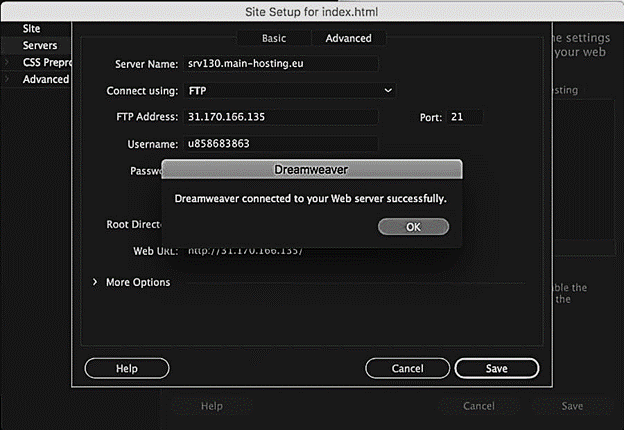 Site Setup for index.html
Site
Servers
CSS Prepro
Advanced
Basic
Advanced
Server Name: srv130.main-hosting.eu
Connect using: FTP
FTP Address: 31.170.166.135
Port: 21
Username: u858683863
Passwo
Dreamweaver
Dreamweaver connected to your Web server successfully.
OK
Root Direct
Web URL: http://31.170.166.135/
More Options
Help
Cancel
Save
he settings
your web
esting
ble the
the
Help
Cancel
Save